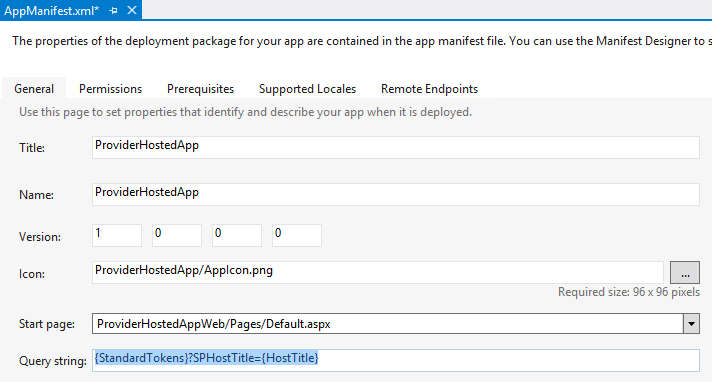 AppManifest.xml*
The properties of the deployment package for your app are contained in the app manifest file. You can use the Manifest Designer to s
General Permissions Prerequisites Supported Locales Remote Endpoints
Use this page to set properties that identify and describe your app when it is deployed.
Title: ProviderHostedApp
Name: ProviderHostedApp
Version: 1 0 0 0
Icon: ProviderHostedApp/AppIcon.png ...
Required size: 96 x 96 pixels
Start page: ProviderHostedAppWeb/Pages/Default.aspx
Query string: {StandardTokens}?SPHostTitle={HostTitle}